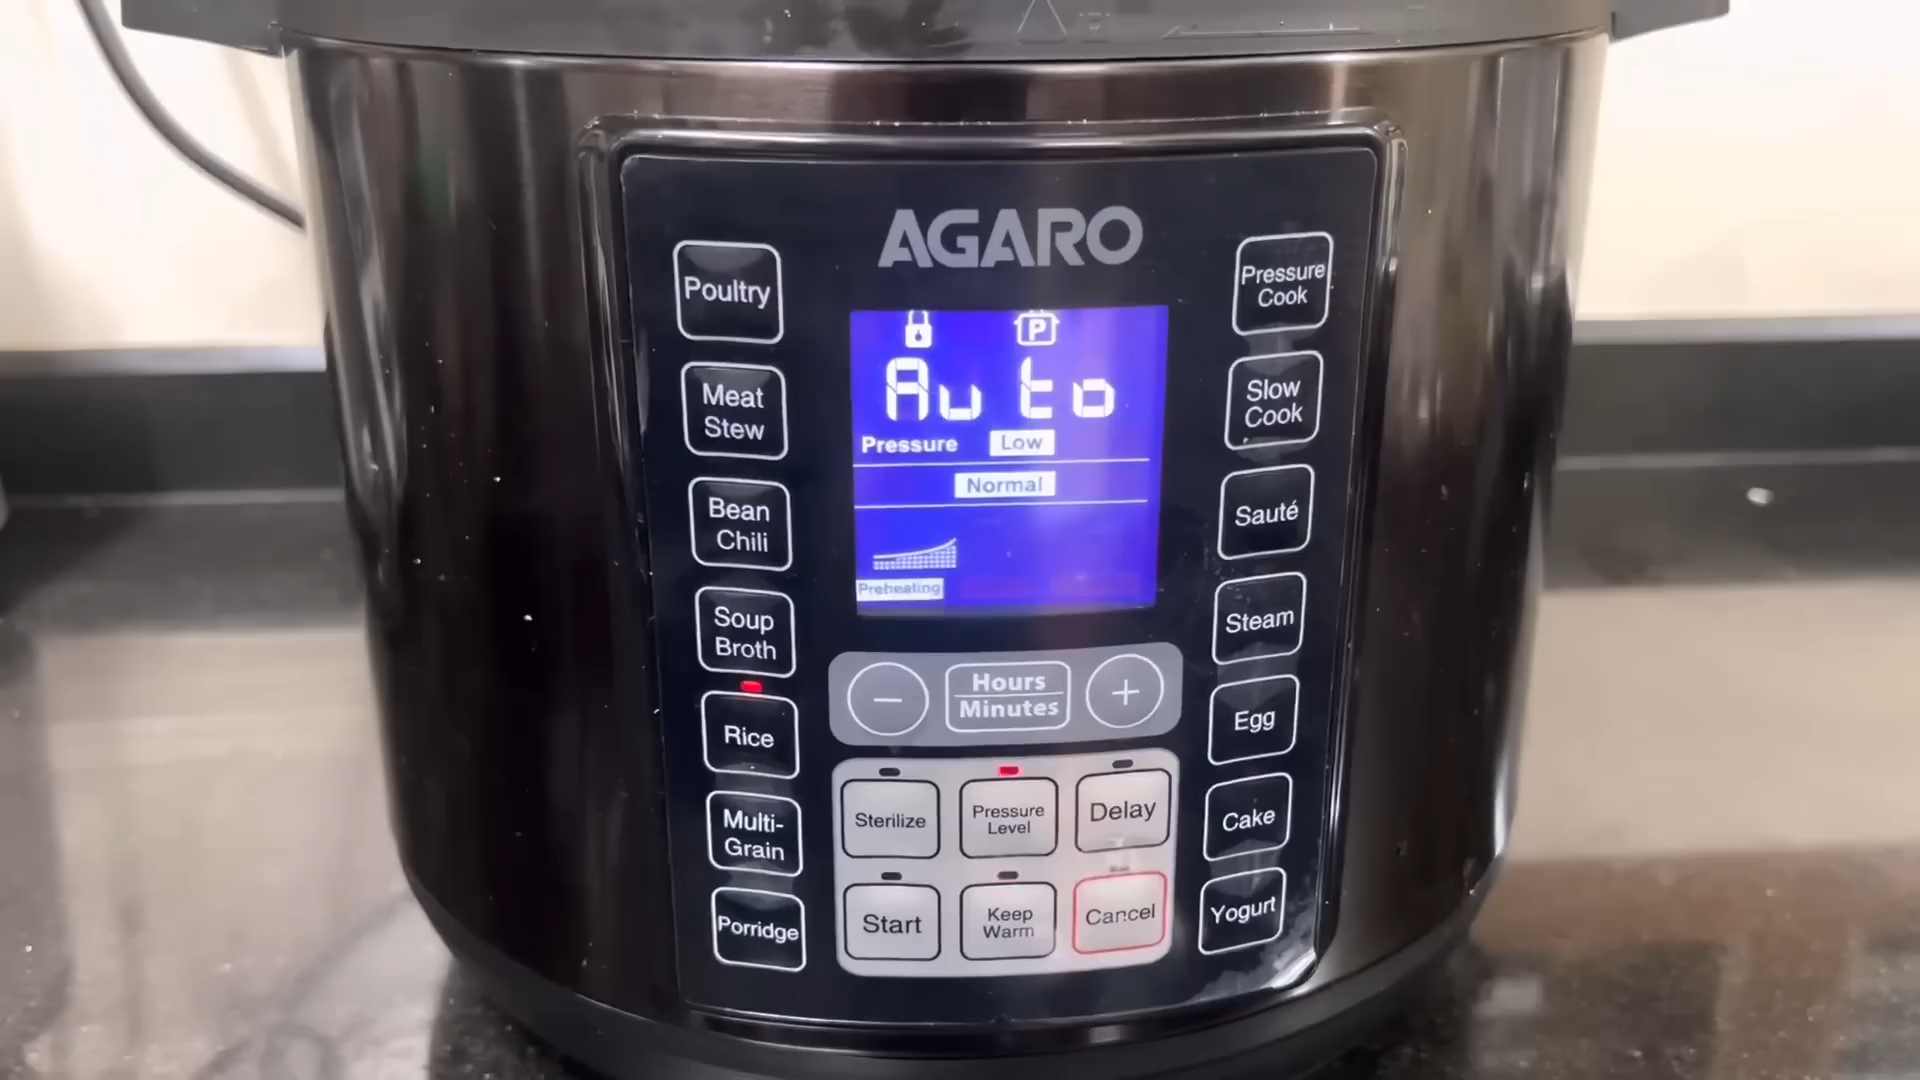 AGARO
Poultry
Meat
Stew
Bean
Chili
Soup
Broth
Rice
Multi-
Grain
Porridge
P
Auto
Pressure Low
Normal
Preheating
−
Hours
Minutes
+
Sterilize
Pressure
Level
Delay
Start
Keep
Warm
Cancel
Pressure
Cook
Slow
Cook
Sauté
Steam
Egg
Cake
Yogurt